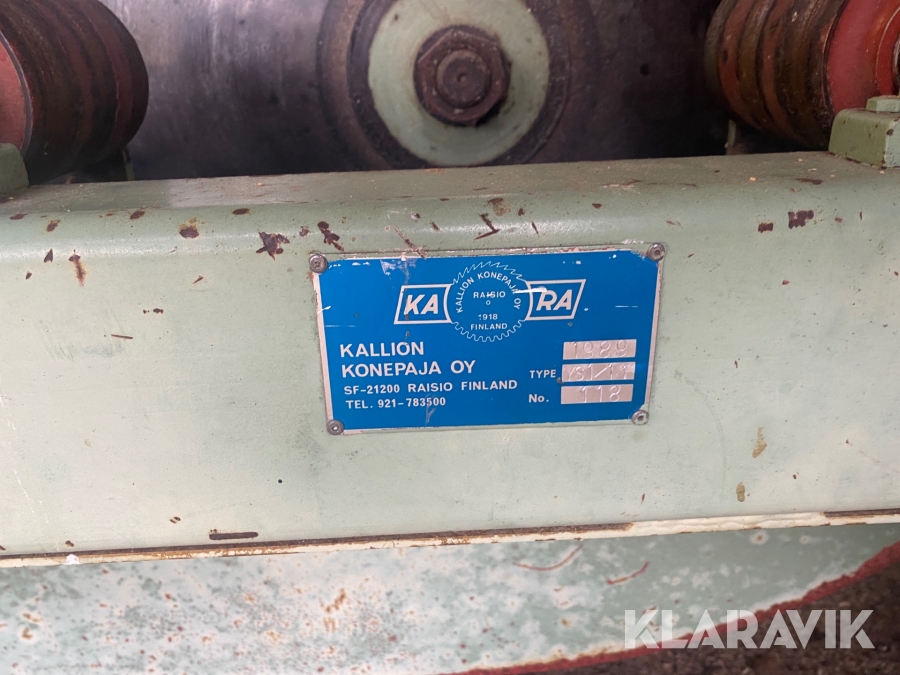 KA RA
KALLION KONEPAJA OY
RAISIO
1918
FINLAND
KALLION
KONEPAJA OY
SF-21200 RAISIO FINLAND
TEL. 921-783500
1989
TYPE
No. 118
KLARAVIK